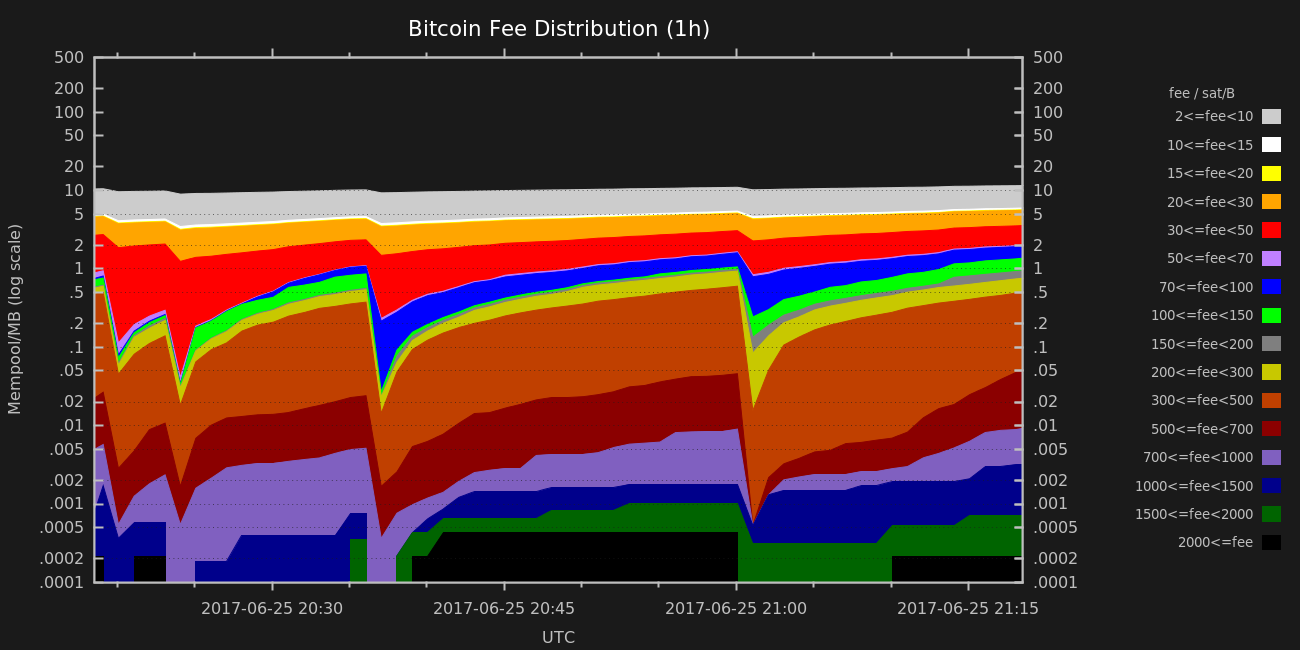 Bitcoin Fee Distribution (1h)
Mempool/MB (log scale)
500
200
100
50
20
10
5
2
1
.5
.2
.1
.05
.02
.01
.005
.002
.001
.0005
.0002
.0001
500
200
100
50
20
10
5
2
1
.5
.2
.1
.05
.02
.01
.005
.002
.001
.0005
.0002
.0001
2017-06-25 20:30
2017-06-25 20:45
2017-06-25 21:00
2017-06-25 21:15
UTC
fee / sat/B
2<=fee<10
10<=fee<15
15<=fee<20
20<=fee<30
30<=fee<50
50<=fee<70
70<=fee<100
100<=fee<150
150<=fee<200
200<=fee<300
300<=fee<500
500<=fee<700
700<=fee<1000
1000<=fee<1500
1500<=fee<2000
2000<=fee